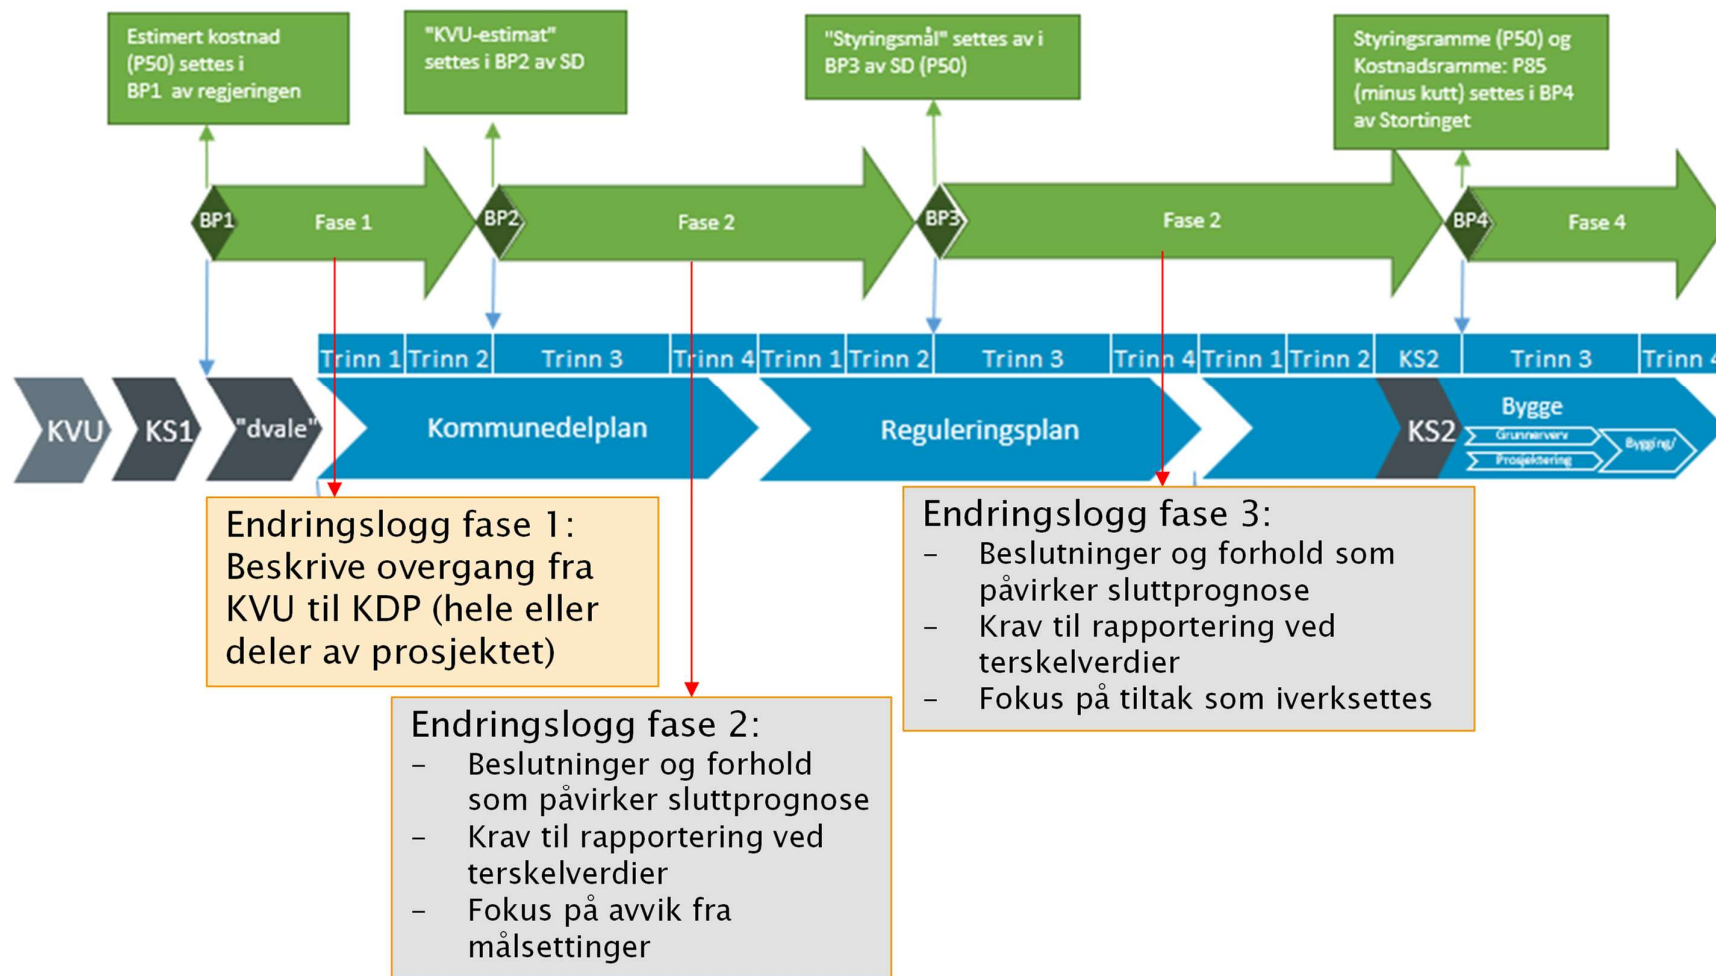 Estimert kostnad
(P50) settes i
BP1 av regjeringen
"KVU-estimat"
settes i BP2 av SD
"Styringsmål" settes av i
BP3 av SD (P50)
Styringsramme (P50) og
Kostnadsramme: P85
(minus kutt) settes i BP4
av Stortinget
BP1
Fase 1
BP2
Fase 2
BP3
Fase 2
BP4
Fase 4
Trinn 1
Trinn 2
Trinn 3
Trinn 4
Trinn 1
Trinn 2
Trinn 3
Trinn 4
Trinn 1
Trinn 2
KS2
Trinn 3
Trinn 4
KVU
KS1
"dvale"
Kommunedelplan
Reguleringsplan
KS2
Bygge
Grunnerverv
Prosjektering
Bygging/
Endringslogg fase 1:
Beskrive overgang fra
KVU til KDP (hele eller
deler av prosjektet)
Endringslogg fase 2:
– Beslutninger og forhold
som påvirker sluttprognose
– Krav til rapportering ved
terskelverdier
– Fokus på avvik fra
målsettinger
Endringslogg fase 3:
– Beslutninger og forhold som
påvirker sluttprognose
– Krav til rapportering ved
terskelverdier
– Fokus på tiltak som iverksettes